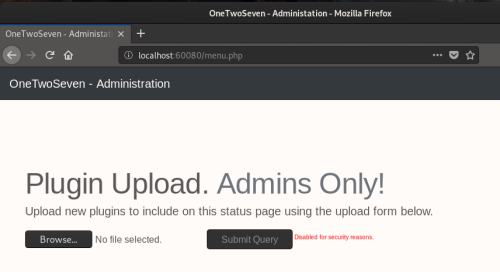 OneTwoSeven - Administation - Mozilla Firefox
OneTwoSeven - Administati
localhost:60080/menu.php
OneTwoSeven - Administration
Plugin Upload. Admins Only!
Upload new plugins to include on this status page using the upload form below.
Browse... No file selected. Submit Query Disabled for security reasons.